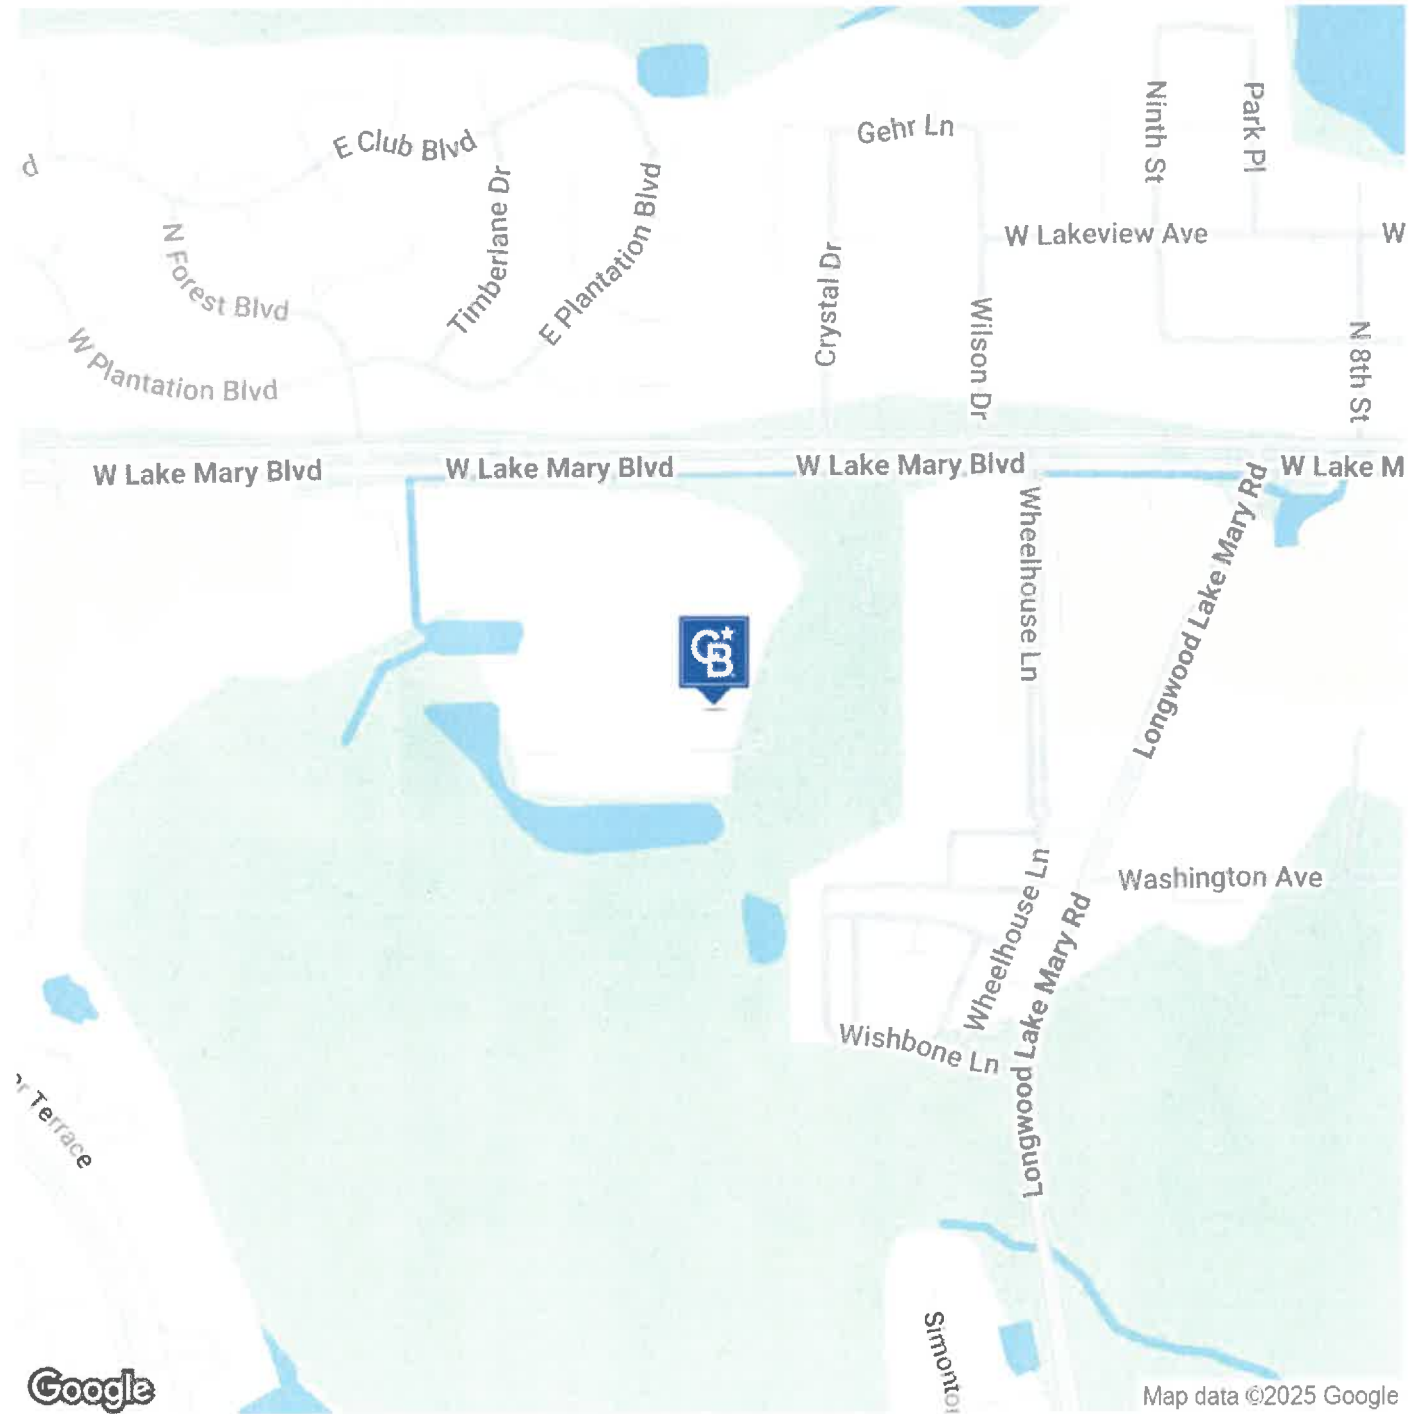 E Club Blvd
Gehr Ln
Ninth St
Park Pl
d
Timberlane Dr
E Plantation Blvd
N Forest Blvd
W Lakeview Ave
W
Crystal Dr
Wilson Dr
N 8th St
W Plantation Blvd
W Lake Mary Blvd
W Lake Mary Blvd
W Lake Mary Blvd
W Lake M
Wheelhouse Ln
Longwood Lake Mary Rd
CB
Washington Ave
Wheelhouse Ln
Longwood Lake Mary Rd
Wishbone Ln
r Terrace
Simonto
Google
Map data ©2025 Google